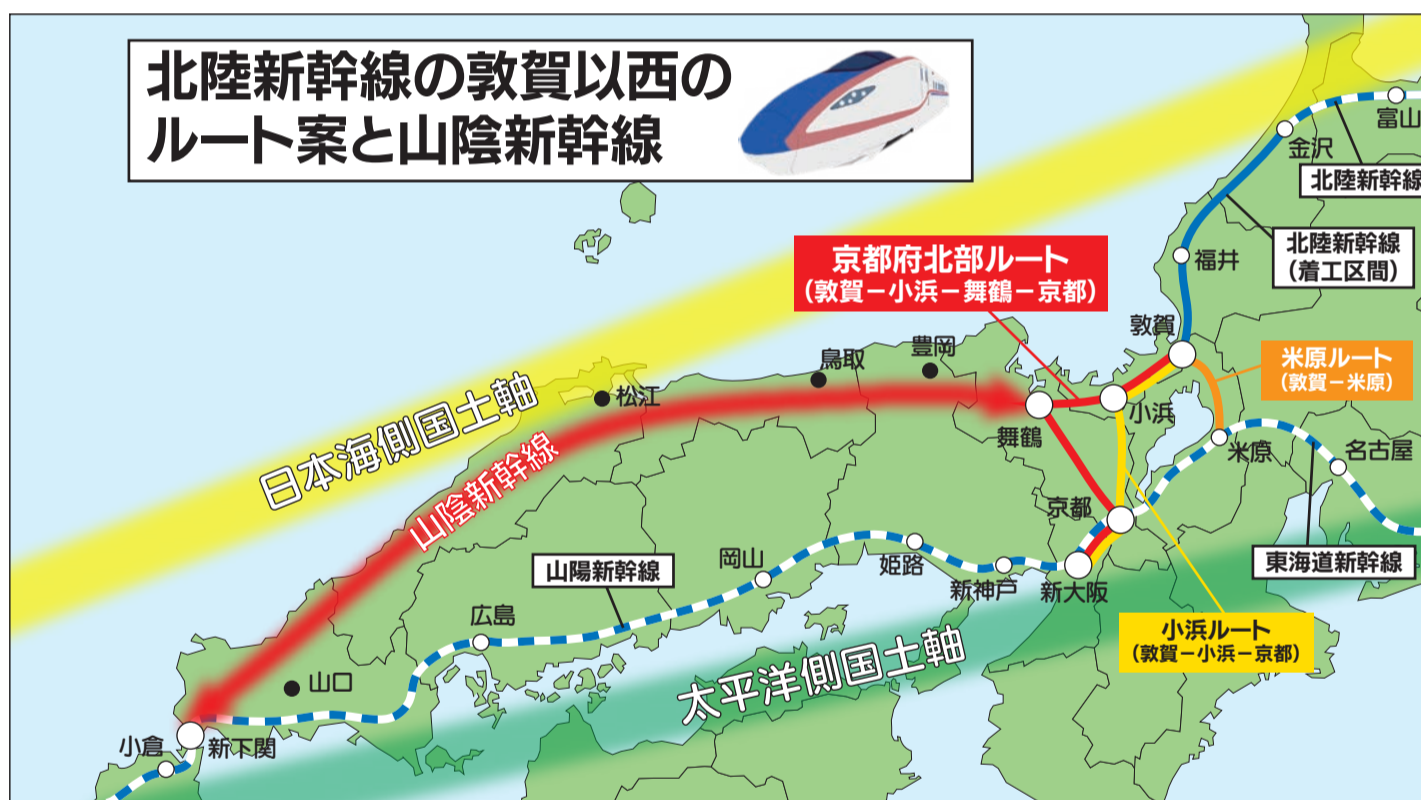 北陸新幹線の敦賀以西の
ルート案と山陰新幹線
富山
金沢
北陸新幹線
北陸新幹線
(着工区間)
福井
京都府北部ルート
(敦賀－小浜－舞鶴－京都)
敦賀
米原ルート
(敦賀－米原)
豊岡
鳥取
松江
小浜
舞鶴
米原
名古屋
日本海側国土軸
山陰新幹線
京都
山陽新幹線
岡山
姫路
新神戸
新大阪
東海道新幹線
広島
小浜ルート
(敦賀－小浜－京都)
太平洋側国土軸
山口
小倉
新下関